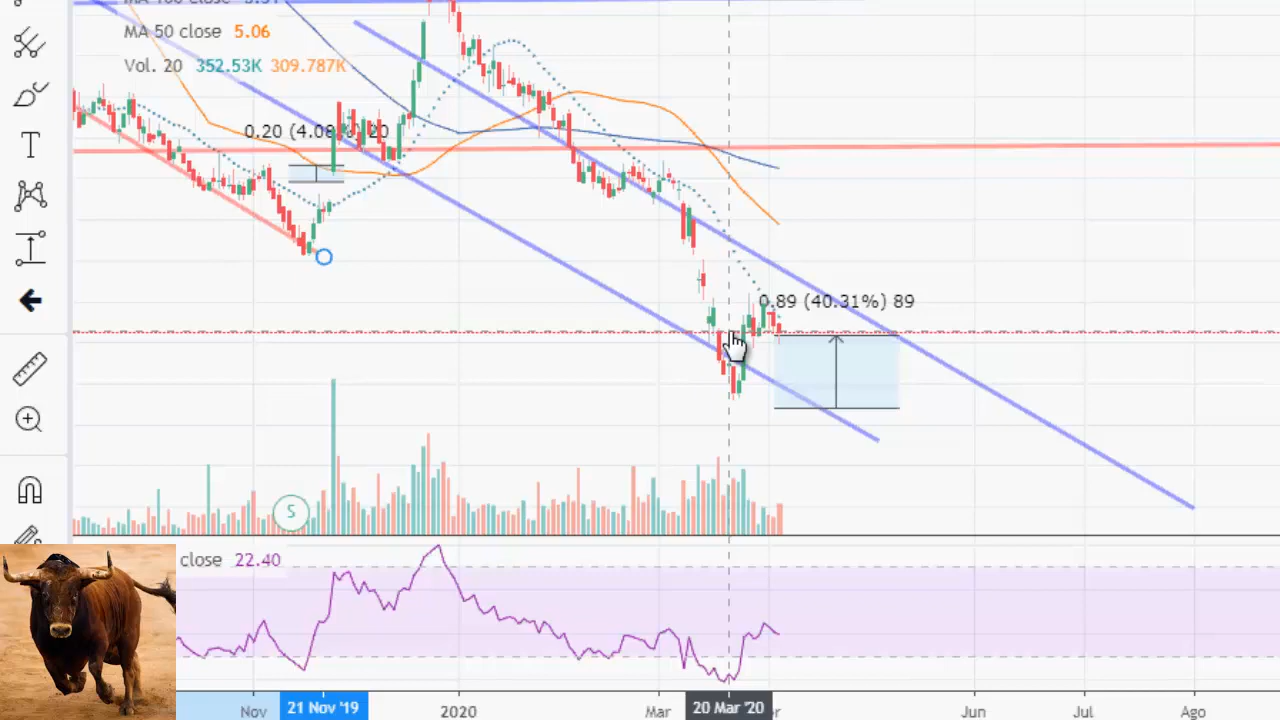 MA 50 close 5.06
Vol. 20 352.53K 309.787K
0.20 (4.08%) 20
0.89 (40.31%) 89
S
close 22.40
Nov 21 Nov '19 2020 Mar 20 Mar '20 Jun Jul Ago